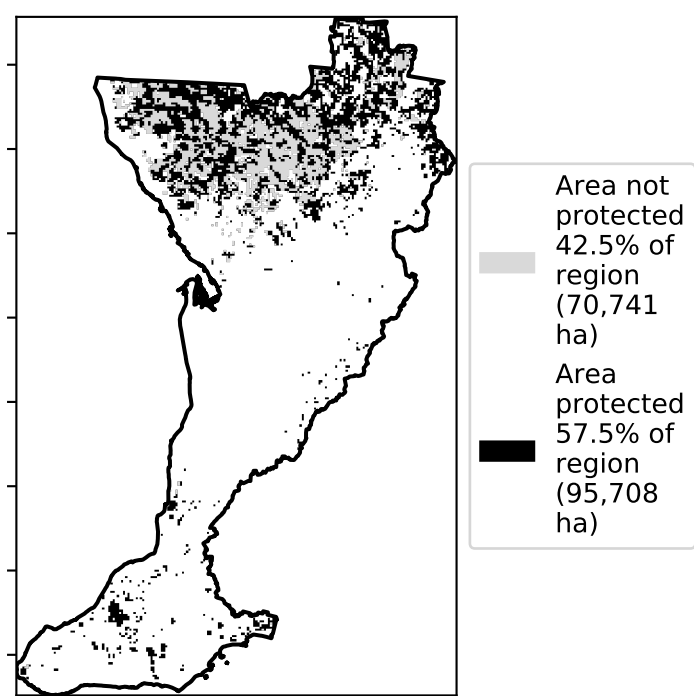 Area not
protected
42.5% of
region
(70,741
ha)
Area
protected
57.5% of
region
(95,708
ha)